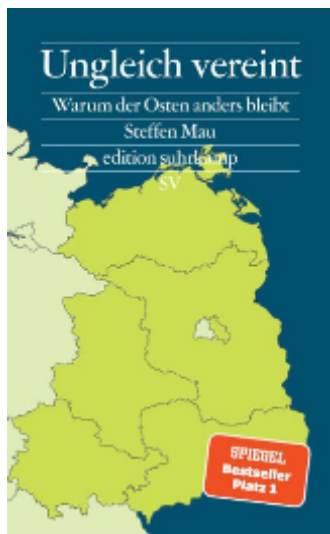 Ungleich vereint
Warum der Osten anders bleibt
Steffen Mau
edition suhrkamp
SV
SPIEGEL
Bestseller
Platz 1